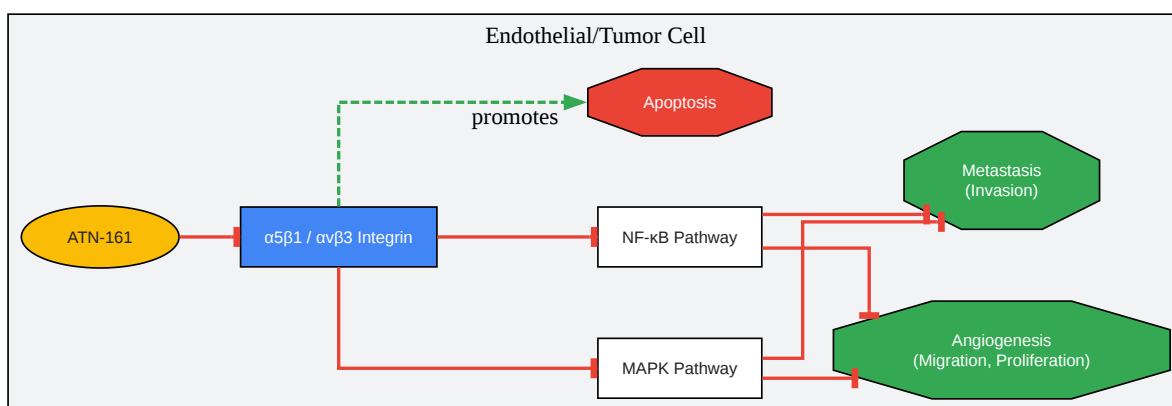 Endothelial/Tumor Cell
Apoptosis
promotes
Metastasis
(Invasion)
ATN-161
α5β1 / αvβ3 Integrin
NF-κB Pathway
MAPK Pathway
Angiogenesis
(Migration, Proliferation)